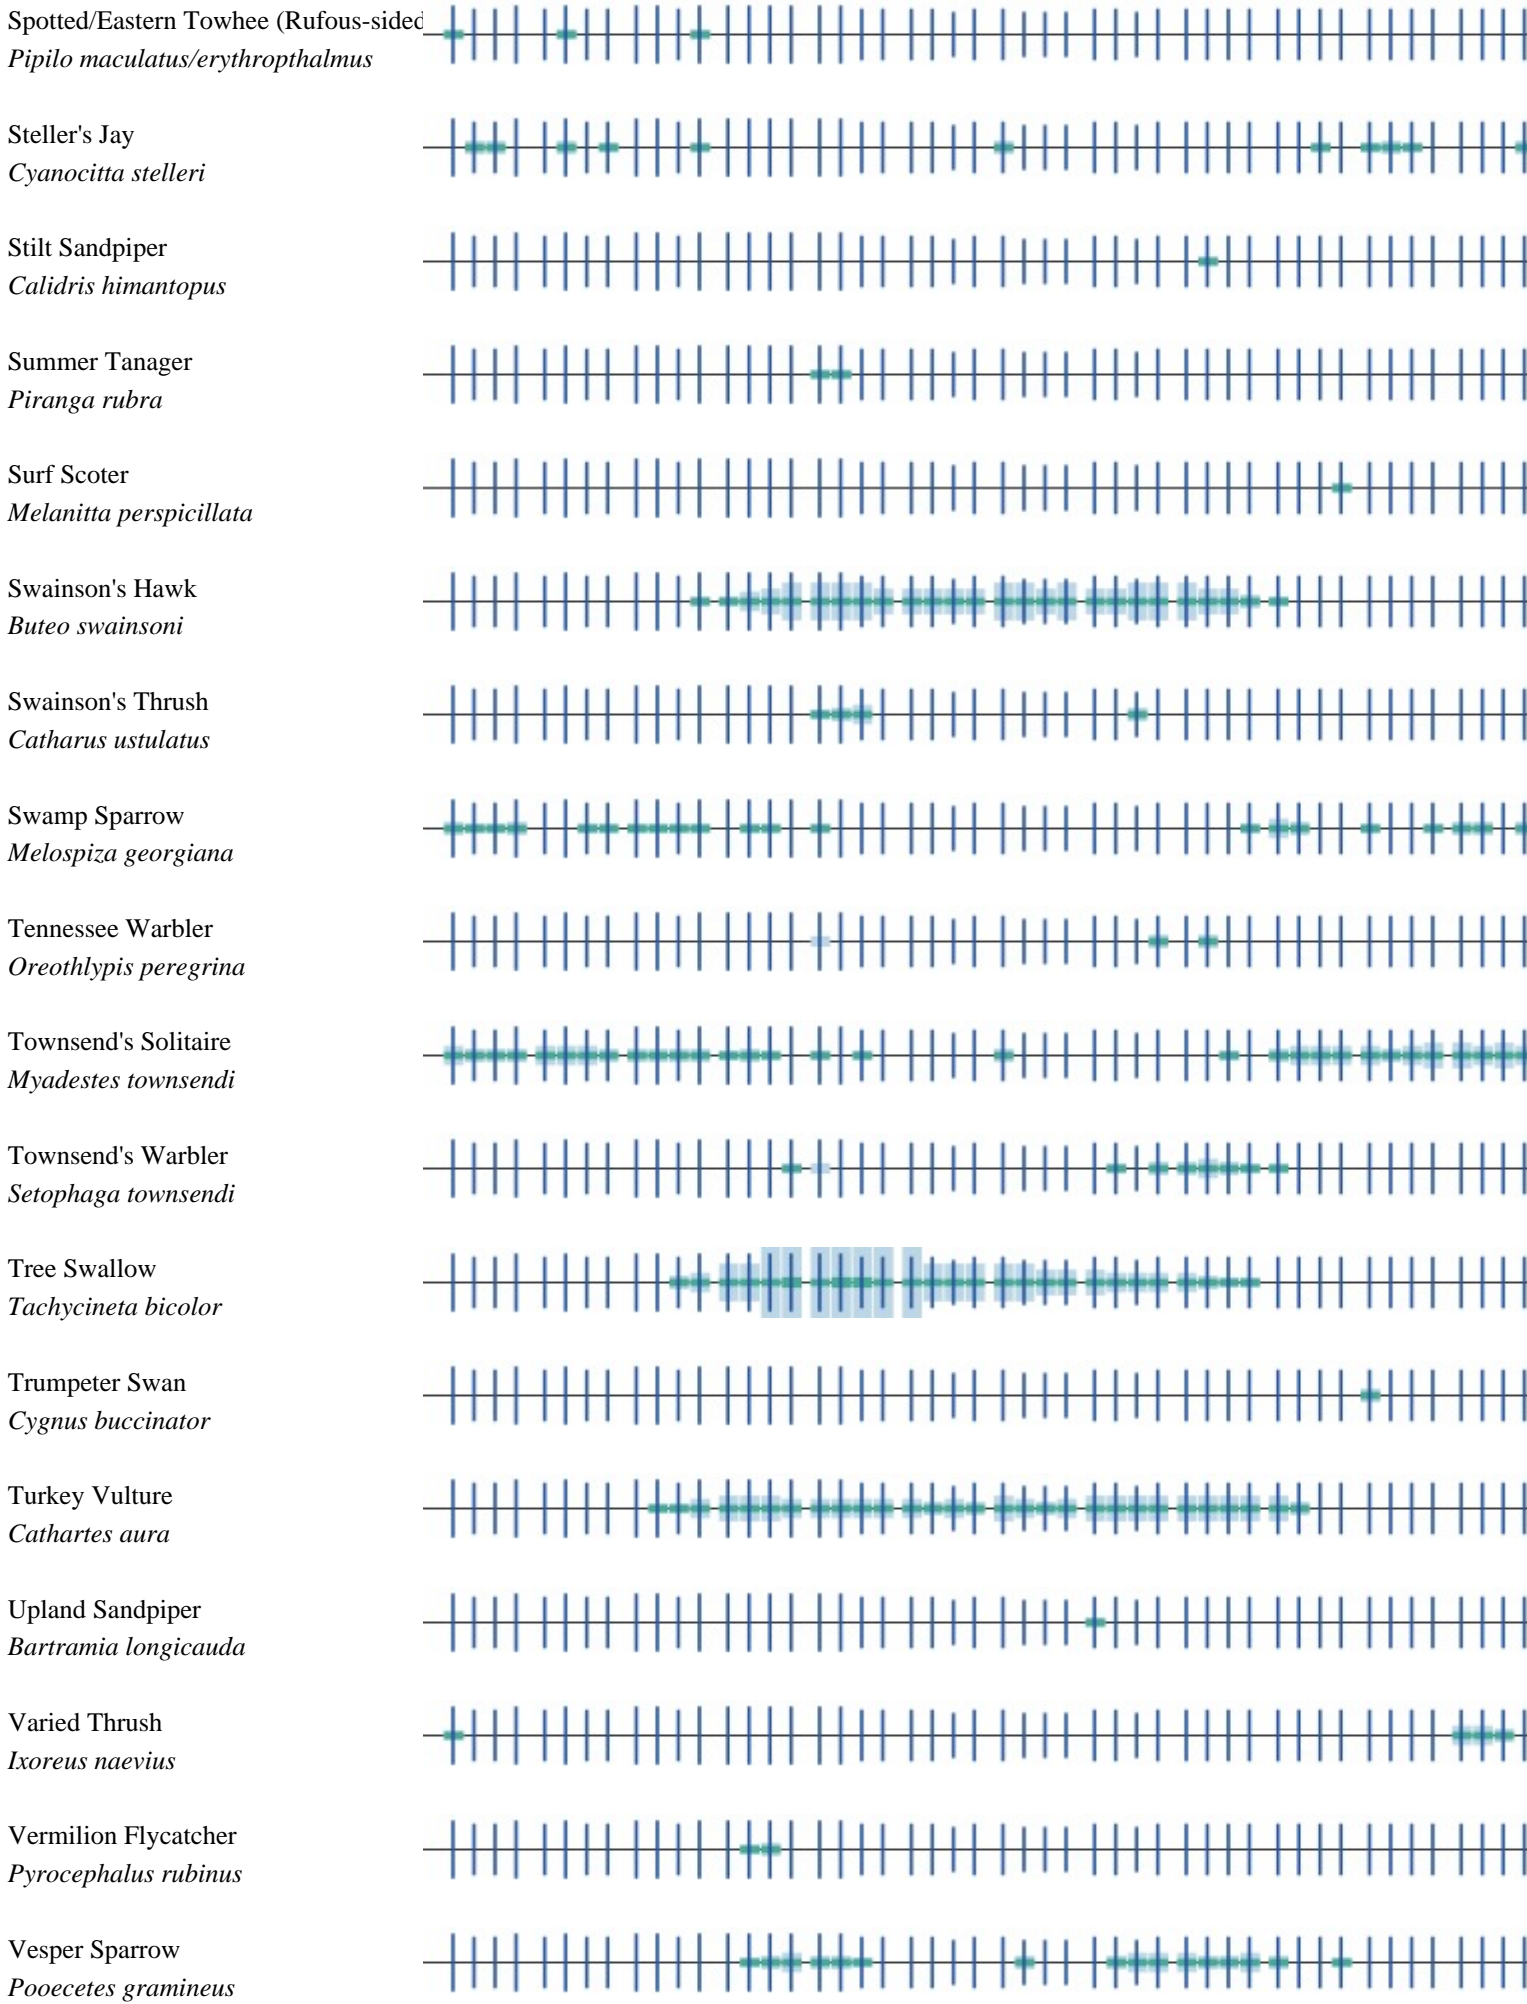 Spotted/Eastern Towhee (Rufous-sided
Pipilo maculatus/erythropthalmus
Steller's Jay
Cyanocitta stelleri
Stilt Sandpiper
Calidris himantopus
Summer Tanager
Piranga rubra
Surf Scoter
Melanitta perspicillata
Swainson's Hawk
Buteo swainsoni
Swainson's Thrush
Catharus ustulatus
Swamp Sparrow
Melospiza georgiana
Tennessee Warbler
Oreothlypis peregrina
Townsend's Solitaire
Myadestes townsendi
Townsend's Warbler
Setophaga townsendi
Tree Swallow
Tachycineta bicolor
Trumpeter Swan
Cygnus buccinator
Turkey Vulture
Cathartes aura
Upland Sandpiper
Bartramia longicauda
Varied Thrush
Ixoreus naevius
Vermilion Flycatcher
Pyrocephalus rubinus
Vesper Sparrow
Pooecetes gramineus